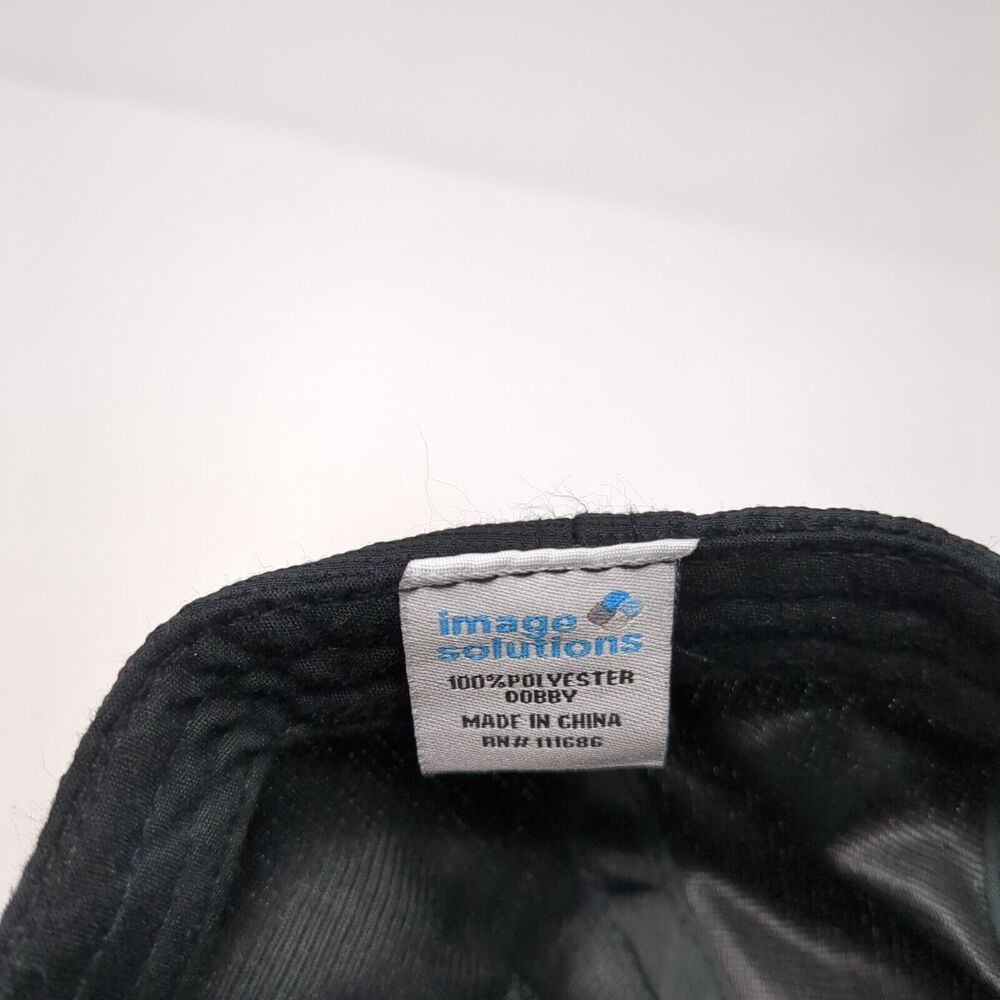 image
solutions
100%POLYESTER
DOBBY
MADE IN CHINA
RN# 111686